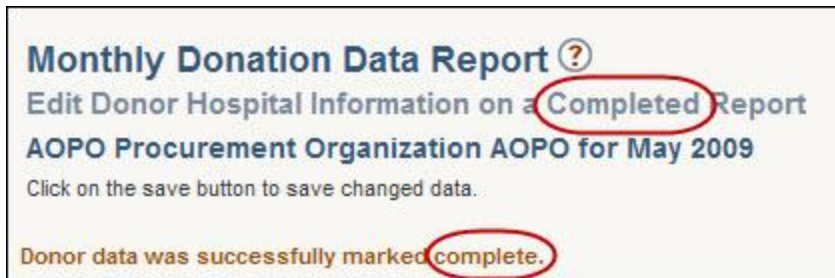 Monthly Donation Data Report ?
Edit Donor Hospital Information on a Completed Report
AOPO Procurement Organization AOPO for May 2009
Click on the save button to save changed data.
Donor data was successfully marked complete.